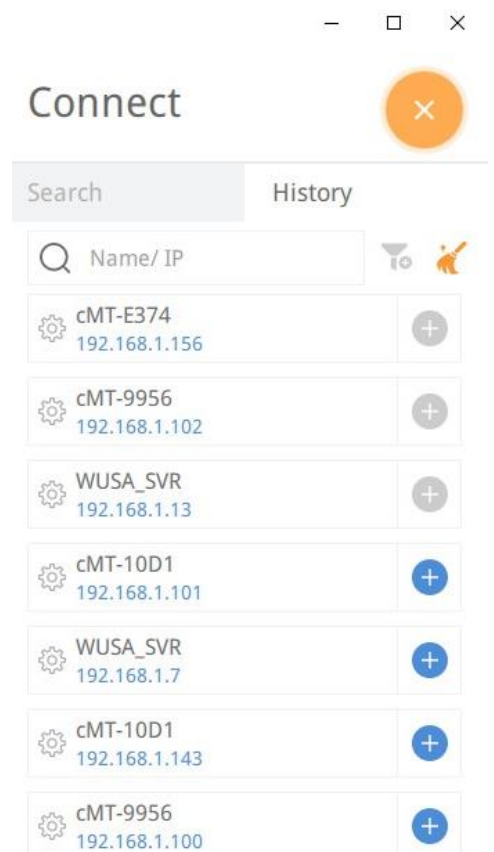 Connect
Search
History
Name/ IP
cMT-E374
192.168.1.156
cMT-9956
192.168.1.102
WUSA_SVR
192.168.1.13
cMT-10D1
192.168.1.101
WUSA_SVR
192.168.1.7
cMT-10D1
192.168.1.143
cMT-9956
192.168.1.100